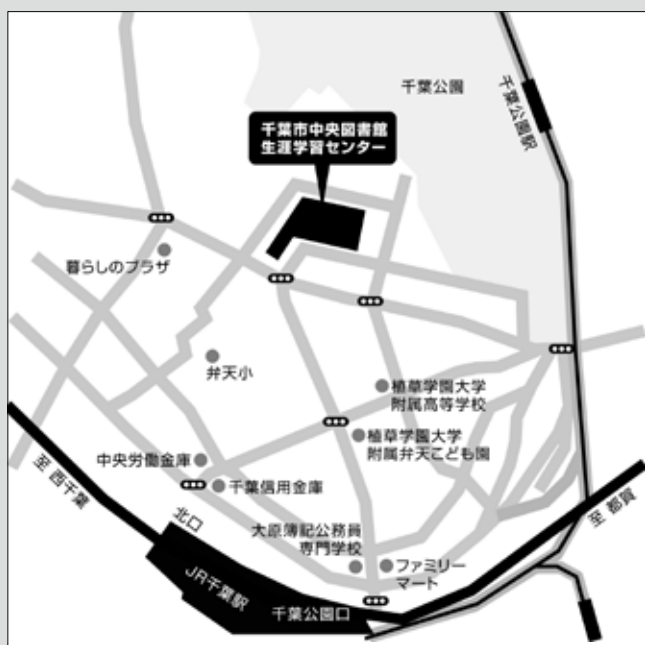 千葉公園
千葉公園駅
千葉市中央図書館
生涯学習センター
暮らしのプラザ
弁天小
植草学園大学
附属高等学校
植草学園大学
附属弁天こども園
中央労働金庫
千葉信用金庫
至 西千葉
北口
大原簿記公務員
専門学校
ファミリー
マート
至 都賀
JR千葉駅
千葉公園口